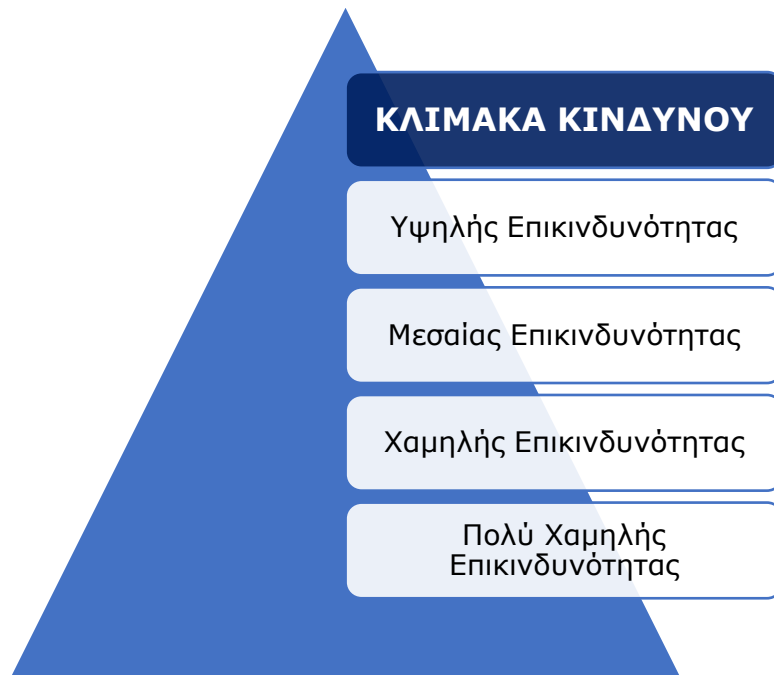 ΚΛΙΜΑΚΑ ΚΙΝΔΥΝΟΥ
Υψηλής Επικινδυνότητας
Μεσαίας Επικινδυνότητας
Χαμηλής Επικινδυνότητας
Πολύ Χαμηλής
Επικινδυνότητας